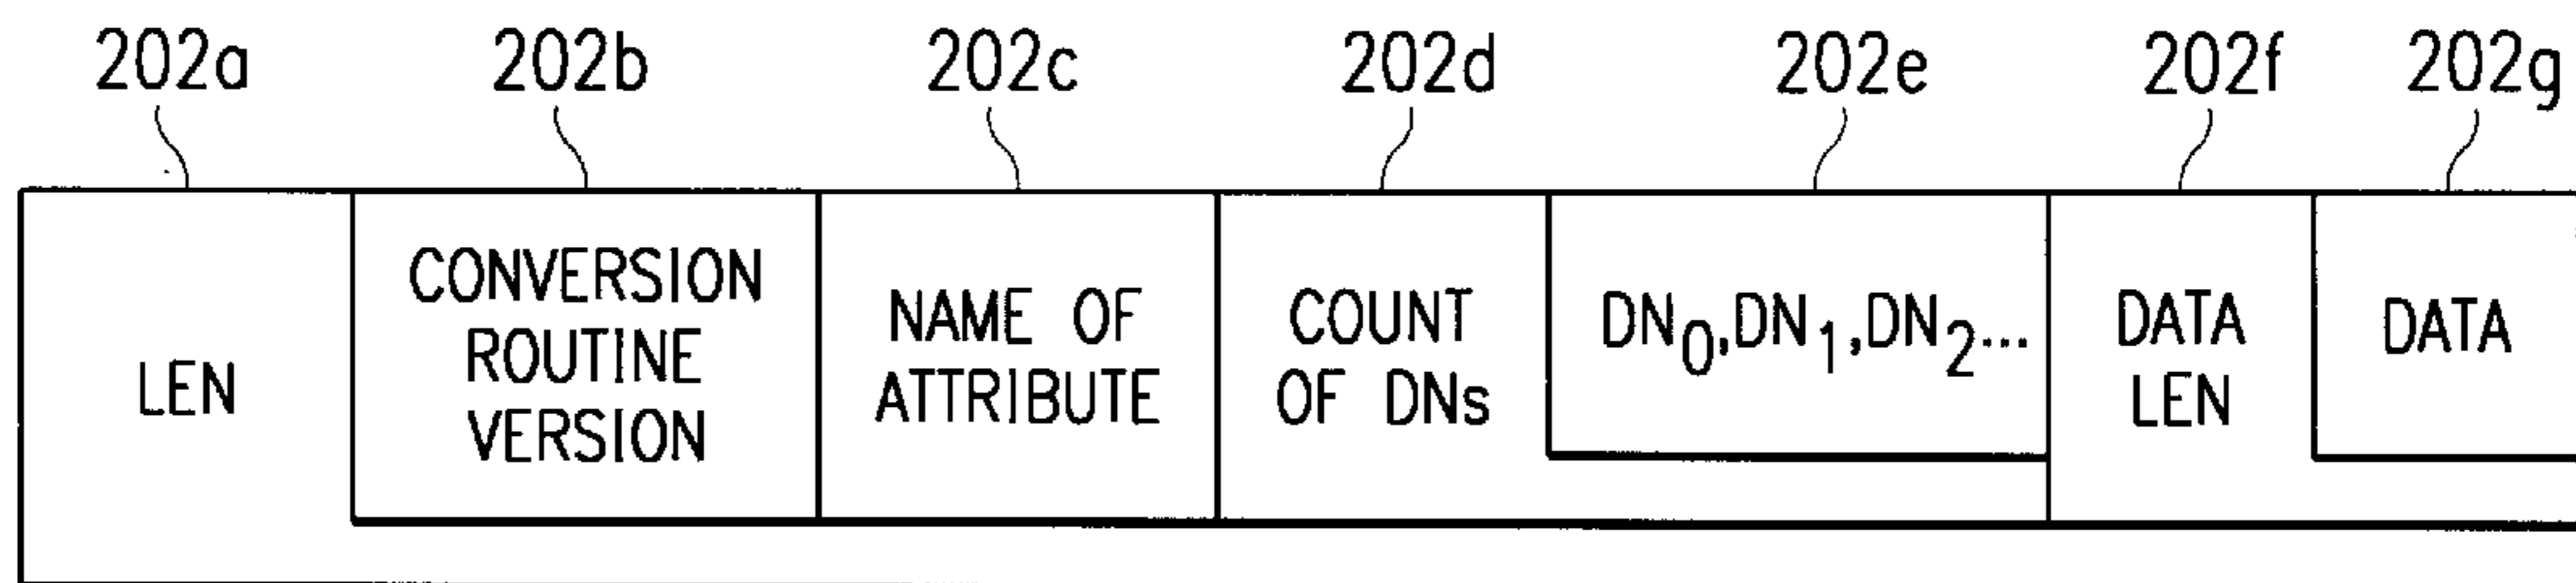 202a 202b 202c 202d 202e 202f 202g
LEN
CONVERSION
ROUTINE
VERSION
NAME OF
ATTRIBUTE
COUNT
OF DNs
DN0,DN1,DN2...
DATA
LEN
DATA